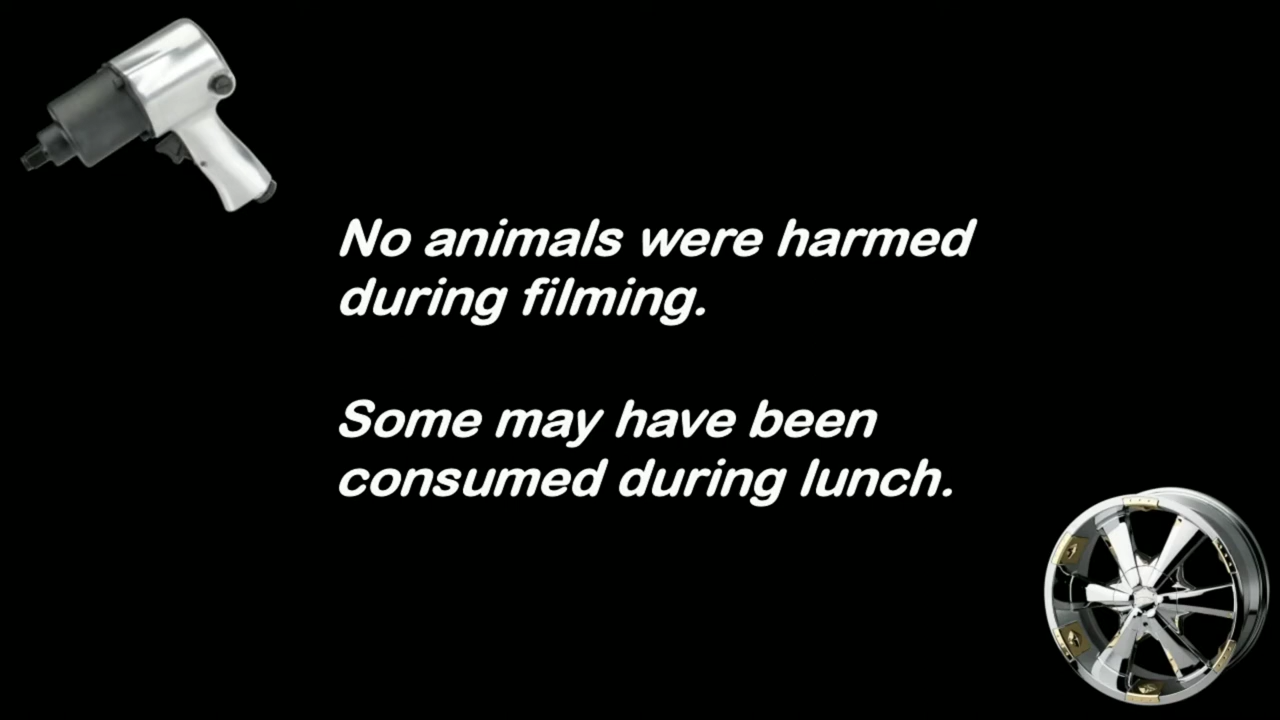 No animals were harmed
during filming.
Some may have been
consumed during lunch.